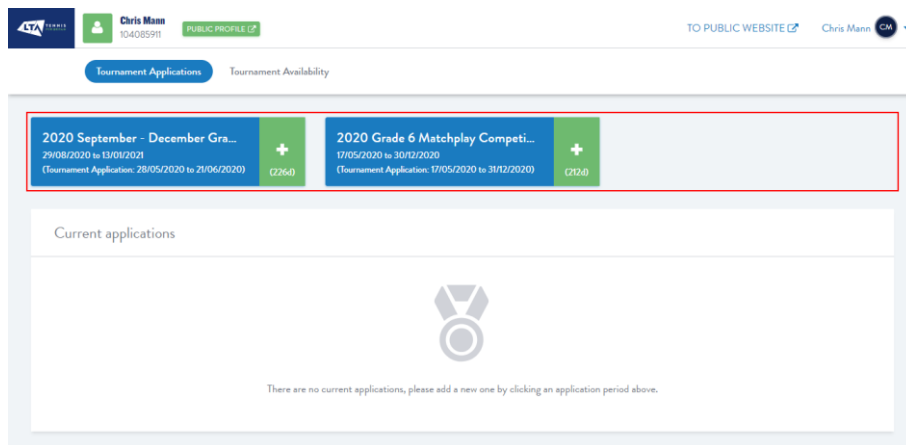 LTA TENNIS
Chris Mann
104085911
PUBLIC PROFILE
TO PUBLIC WEBSITE
Chris Mann CM
Tournament Applications Tournament Availability
2020 September - December Gra...
29/08/2020 to 13/01/2021
(Tournament Application: 28/05/2020 to 21/06/2020)
(226d)
2020 Grade 6 Matchplay Competi...
17/05/2020 to 30/12/2020
(Tournament Application: 17/05/2020 to 31/12/2020)
(212d)
Current applications
There are no current applications, please add a new one by clicking an application period above.